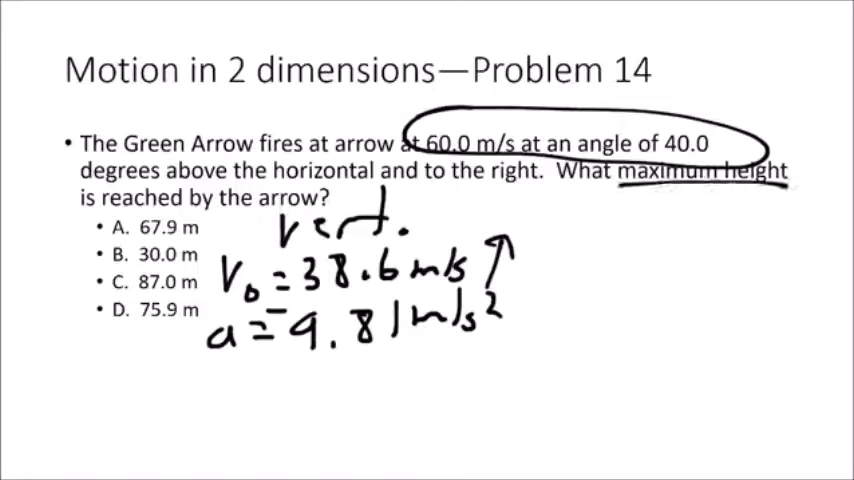 Motion in 2 dimensions—Problem 14
• The Green Arrow fires at arrow at 60.0 m/s at an angle of 40.0
degrees above the horizontal and to the right. What maximum height
is reached by the arrow?
• A. 67.9 m
• B. 30.0 m
• C. 87.0 m
• D. 75.9 m
vert.
V₀ = 38.6 m/s ↑
a = -9.81 m/s²